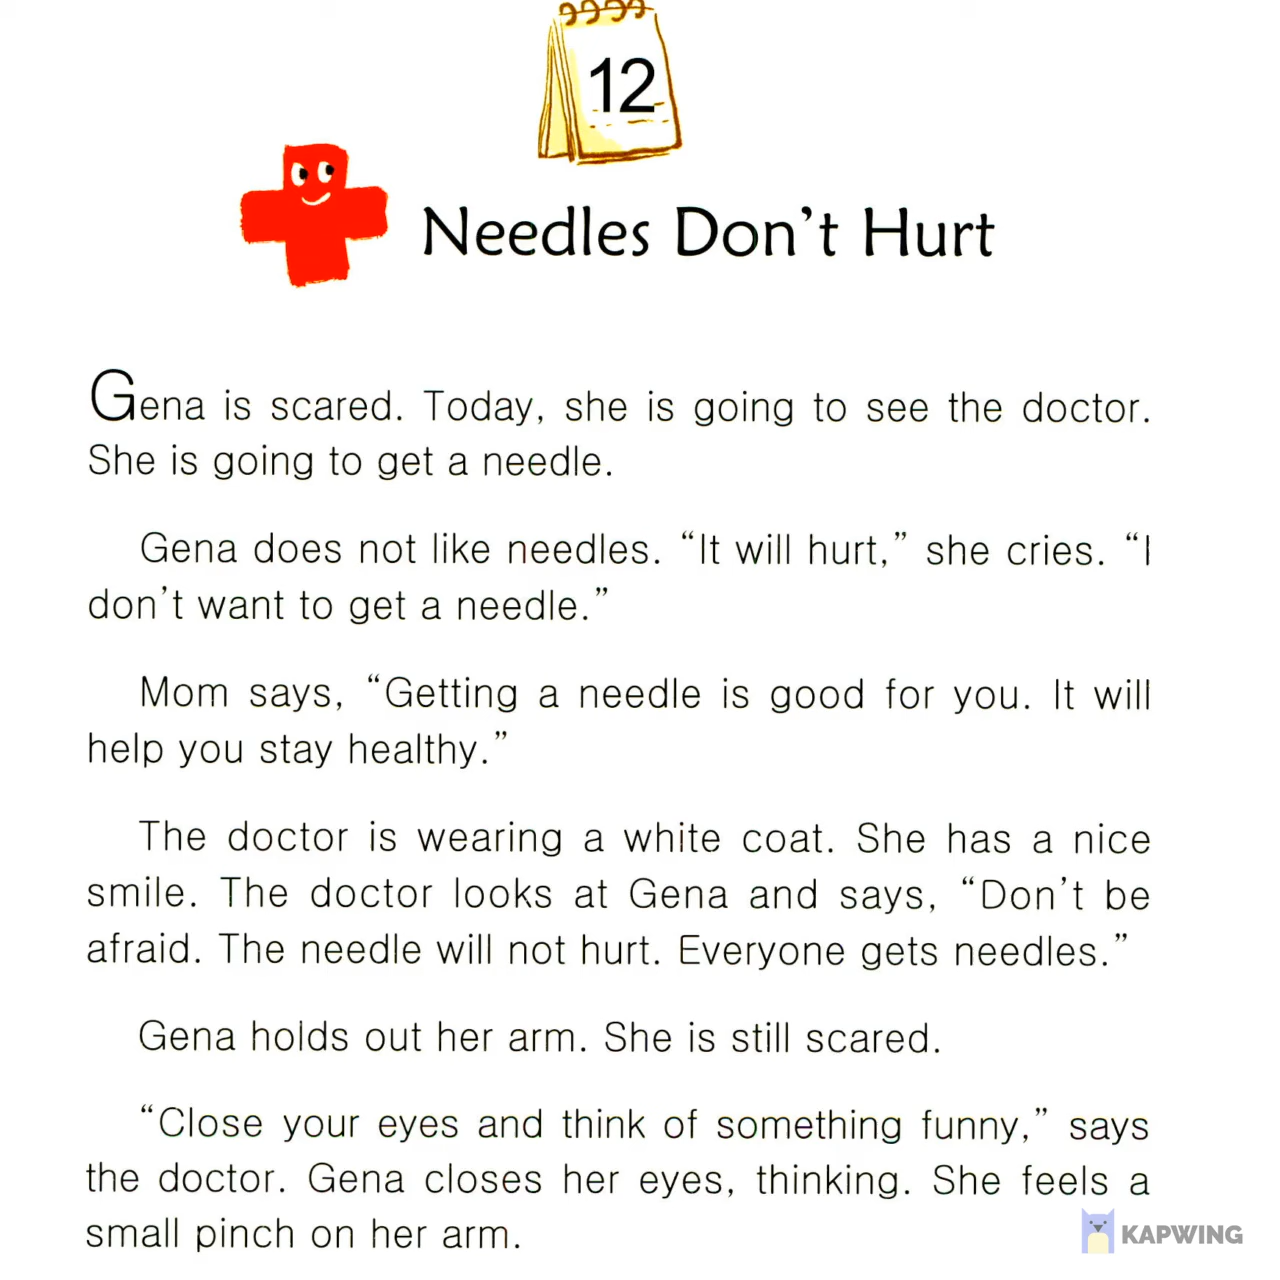 12
Needles Don't Hurt
Gena is scared. Today, she is going to see the doctor.
She is going to get a needle.
Gena does not like needles. “It will hurt,” she cries. “I
don't want to get a needle.”
Mom says, “Getting a needle is good for you. It will
help you stay healthy.”
The doctor is wearing a white coat. She has a nice
smile. The doctor looks at Gena and says, “Don't be
afraid. The needle will not hurt. Everyone gets needles.”
Gena holds out her arm. She is still scared.
“Close your eyes and think of something funny,” says
the doctor. Gena closes her eyes, thinking. She feels a
small pinch on her arm.
KAPWING